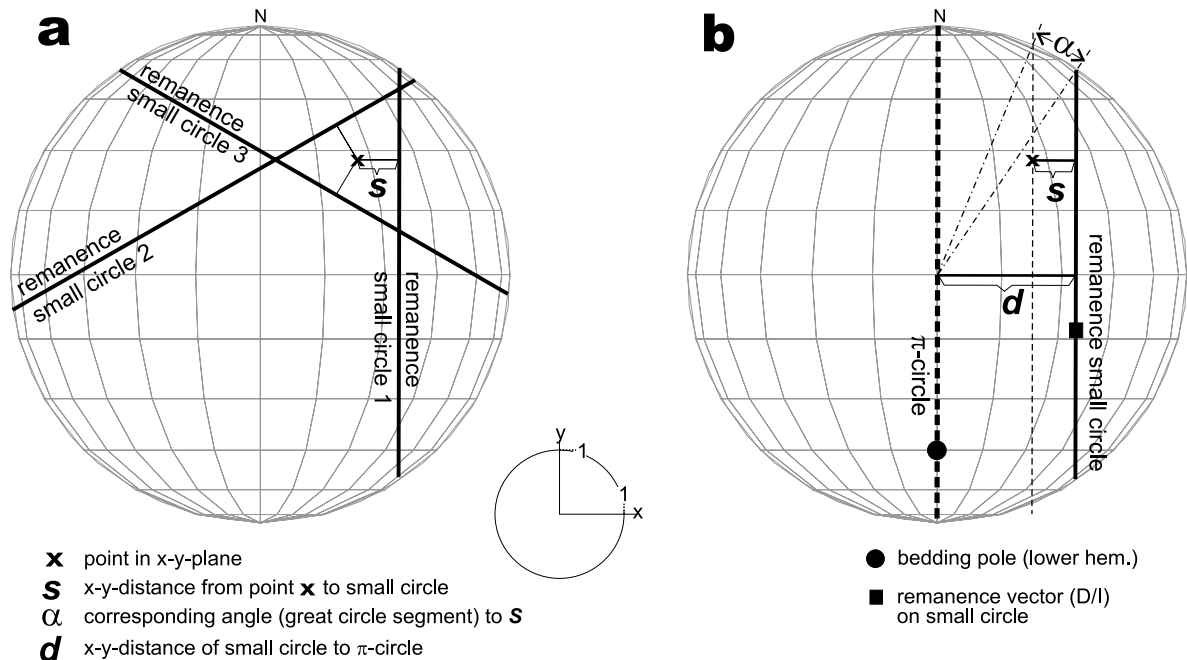 a
N
remanence
small circle 3
x
s
remanence
small circle 2
remanence
small circle 1
b
N
α
x
s
d
π-circle
remanence small circle
y
1
1
x
x point in x-y-plane
s x-y-distance from point x to small circle
α corresponding angle (great circle segment) to s
d x-y-distance of small circle to π-circle
bedding pole (lower hem.)
remanence vector (D/I)
on small circle